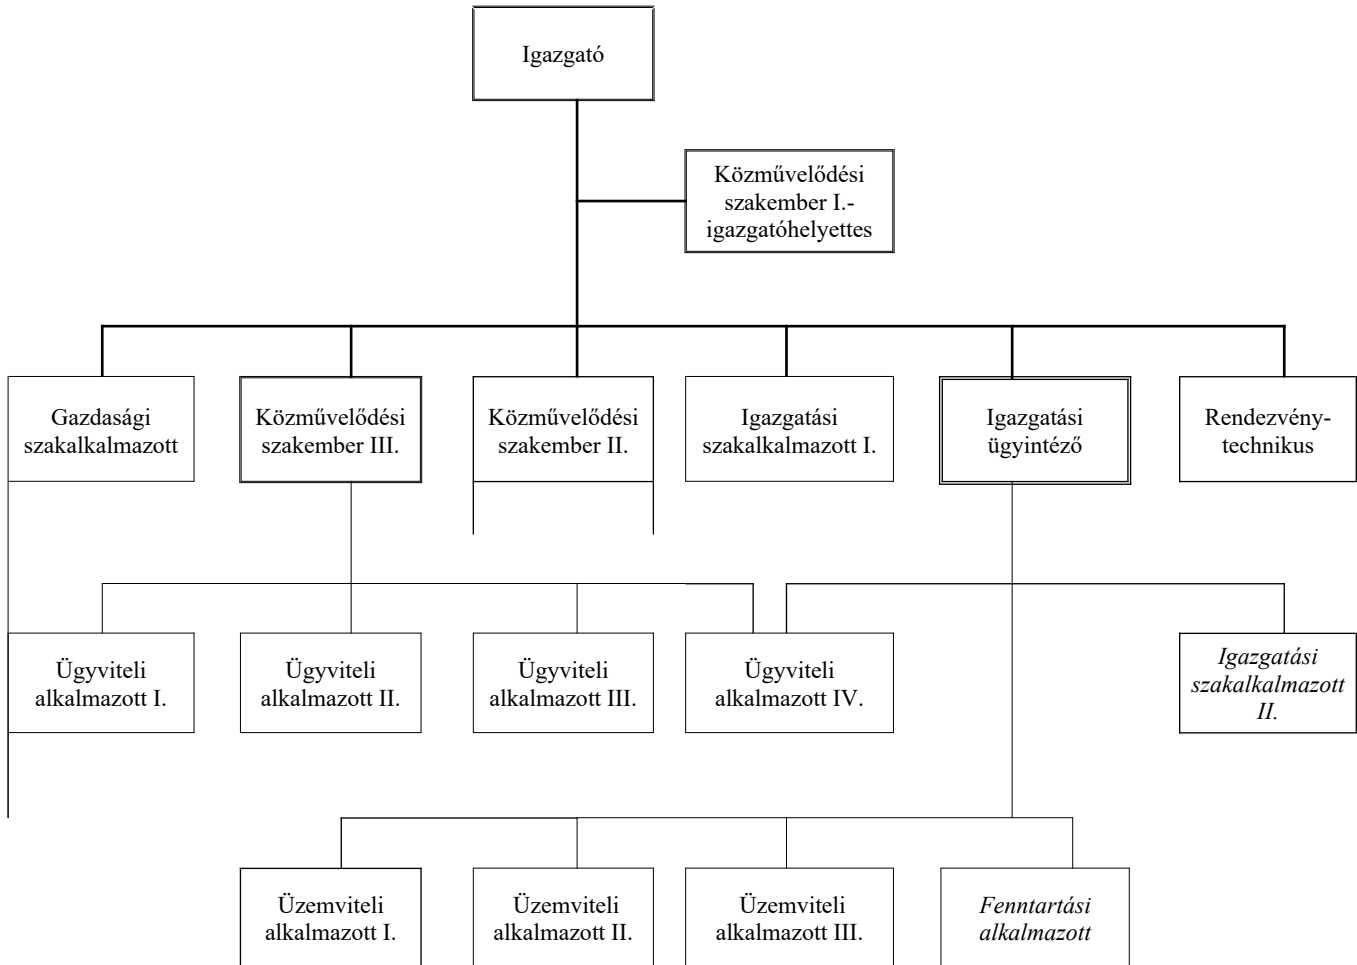 Igazgató
Közművelődési
szakember I.-
igazgatóhelyettes
Gazdasági
szakalkalmazott
Közművelődési
szakember III.
Közművelődési
szakember II.
Igazgatási
szakalkalmazott I.
Igazgatási
ügyintéző
Rendezvény-
technikus
Ügyviteli
alkalmazott I.
Ügyviteli
alkalmazott II.
Ügyviteli
alkalmazott III.
Ügyviteli
alkalmazott IV.
Igazgatási
szakalkalmazott
II.
Üzemviteli
alkalmazott I.
Üzemviteli
alkalmazott II.
Üzemviteli
alkalmazott III.
Fenntartási
alkalmazott